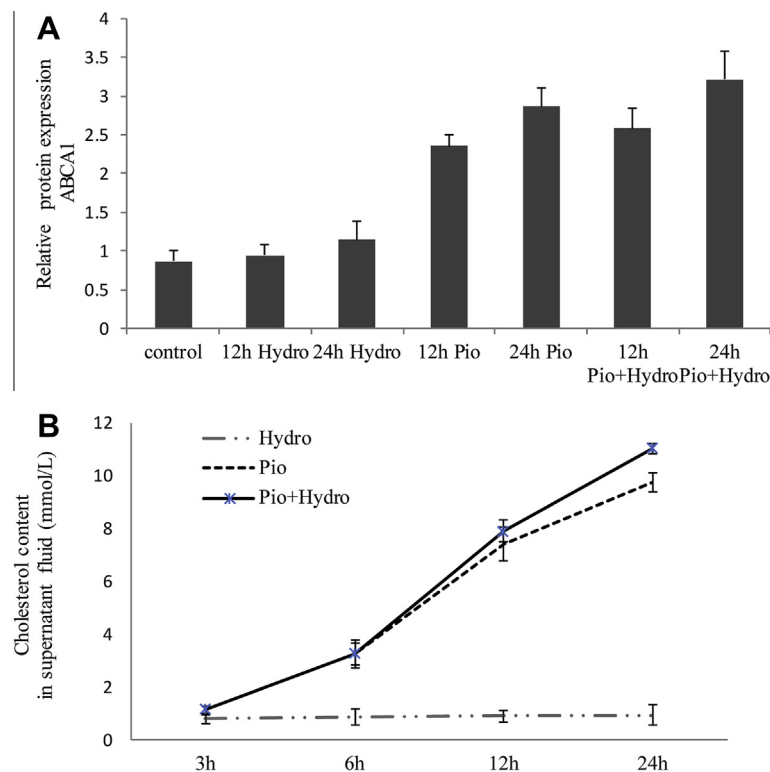 A
Relative protein expression
ABCA1
4
3.5
3
2.5
2
1.5
1
0.5
0
control
12h Hydro
24h Hydro
12h Pio
24h Pio
12h
Pio+Hydro
24h
Pio+Hydro
B
Cholesterol content
in supernatant fluid (mmol/L)
12
10
8
6
4
2
0
Hydro
Pio
Pio+Hydro
3h
6h
12h
24h